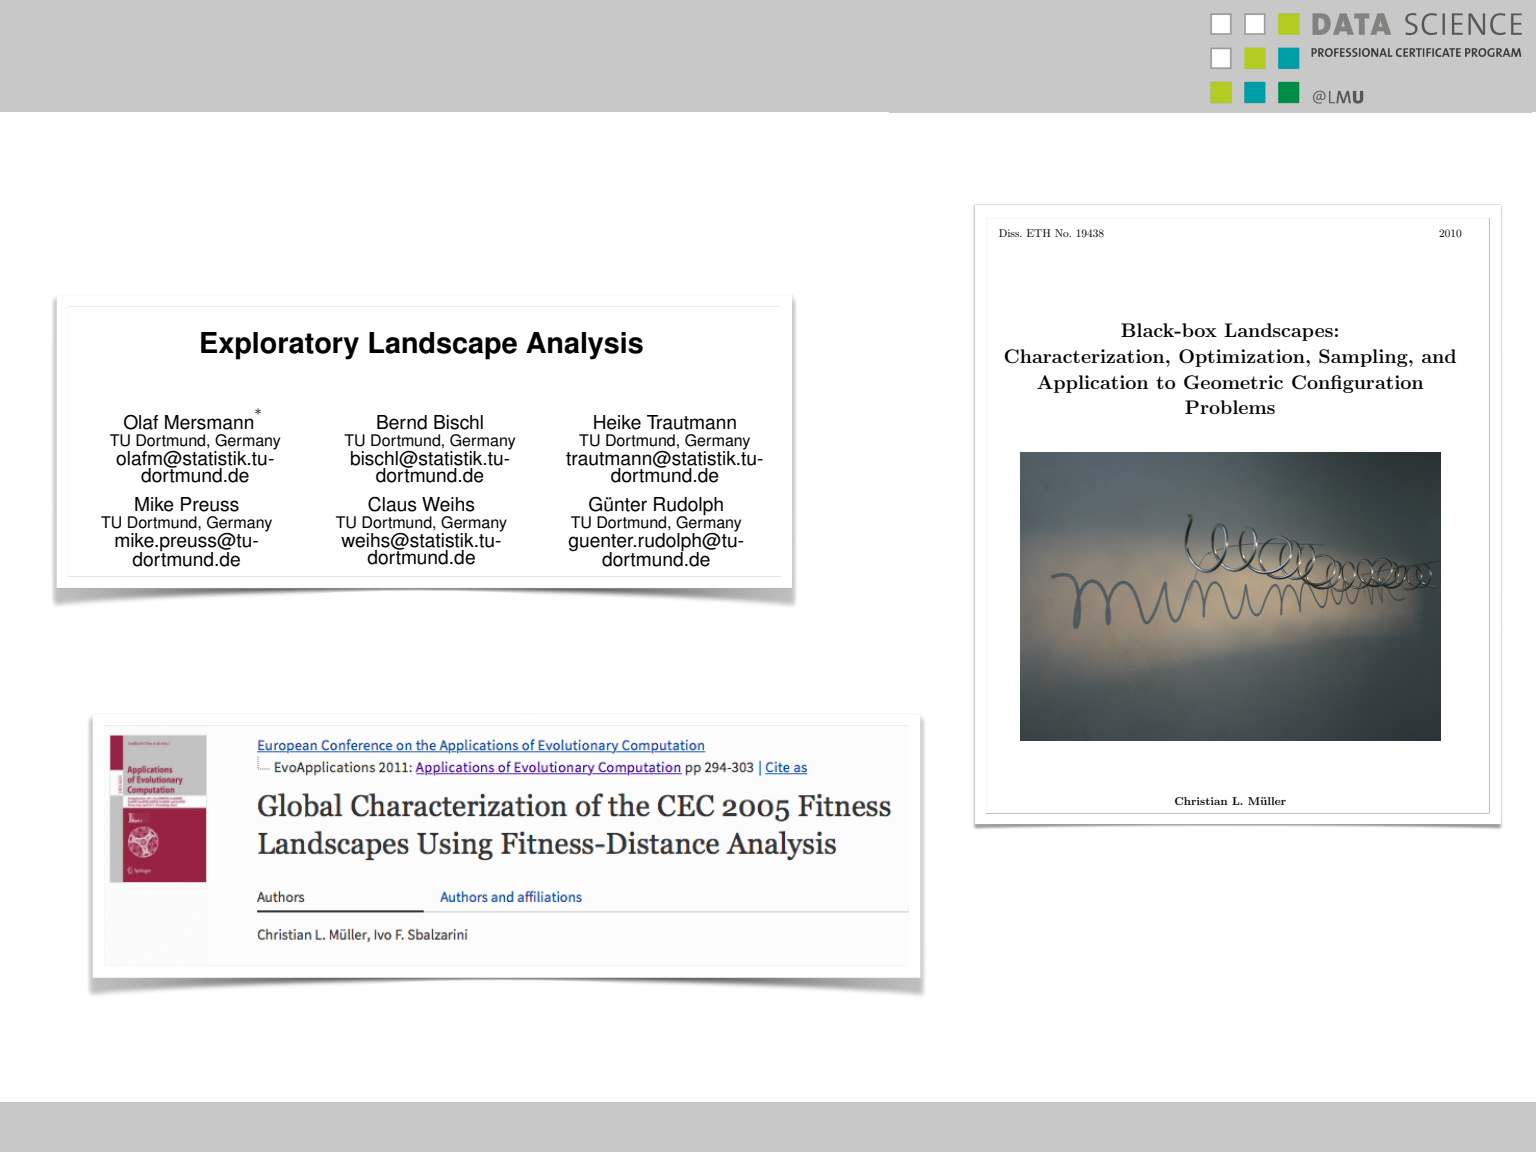 DATA SCIENCE
PROFESSIONAL CERTIFICATE PROGRAM
@LMU
Exploratory Landscape Analysis
Olaf Mersmann*
TU Dortmund, Germany
olafm@statistik.tu-
dortmund.de
Bernd Bischl
TU Dortmund, Germany
bischl@statistik.tu-
dortmund.de
Heike Trautmann
TU Dortmund, Germany
trautmann@statistik.tu-
dortmund.de
Mike Preuss
TU Dortmund, Germany
mike.preuss@tu-
dortmund.de
Claus Weihs
TU Dortmund, Germany
weihs@statistik.tu-
dortmund.de
Günter Rudolph
TU Dortmund, Germany
guenter.rudolph@tu-
dortmund.de
Applications
of Evolutionary
Computation
Springer
European Conference on the Applications of Evolutionary Computation
EvoApplications 2011: Applications of Evolutionary Computation pp 294-303 | Cite as
Global Characterization of the CEC 2005 Fitness
Landscapes Using Fitness-Distance Analysis
Authors Authors and affiliations
Christian L. Müller, Ivo F. Sbalzarini
Diss. ETH No. 19438 2010
Black-box Landscapes:
Characterization, Optimization, Sampling, and
Application to Geometric Configuration
Problems
minimum
Christian L. Müller